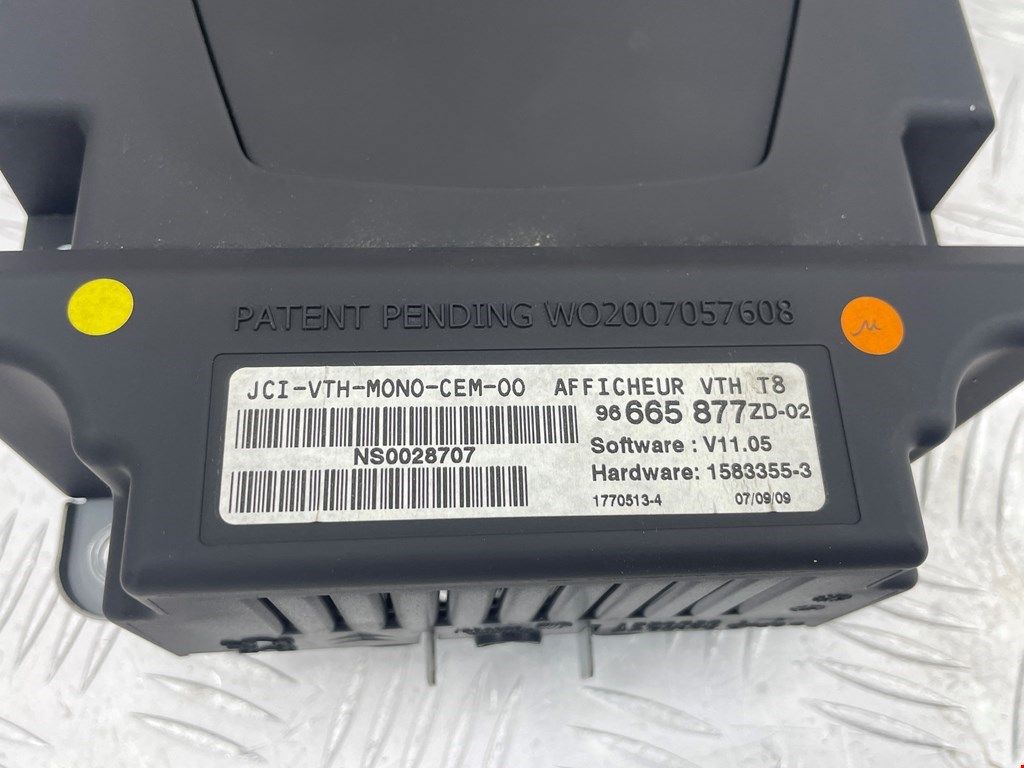 PATENT PENDING WO2007057608
JCI-VTH-MONO-CEM-00 AFFICHEUR VTH T8
96 665 877ZD-02
NS0028707
Software : V11.05
Hardware: 1583355-3
1770513-4 07/09/09